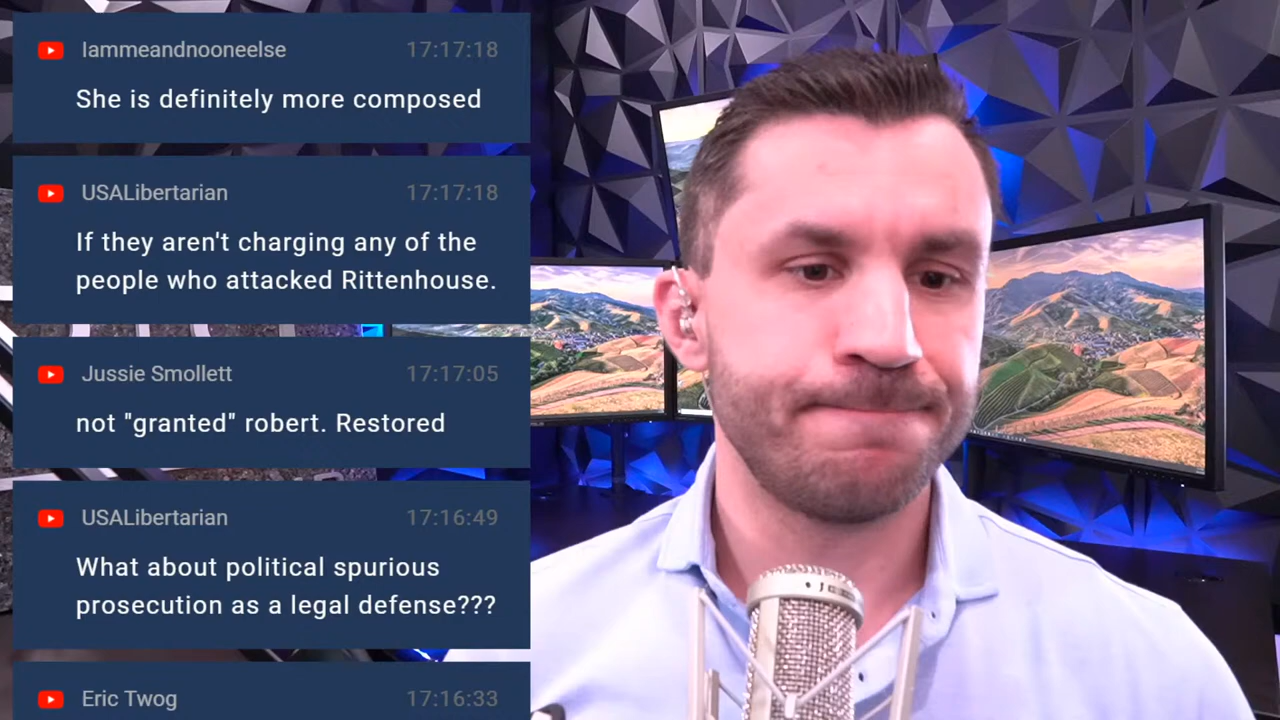 Iammeandnooneelse 17:17:18
She is definitely more composed
USALibertarian 17:17:18
If they aren't charging any of the
people who attacked Rittenhouse.
Jussie Smollett 17:17:05
not "granted" robert. Restored
USALibertarian 17:16:49
What about political spurious
prosecution as a legal defense???
Eric Twog 17:16:33